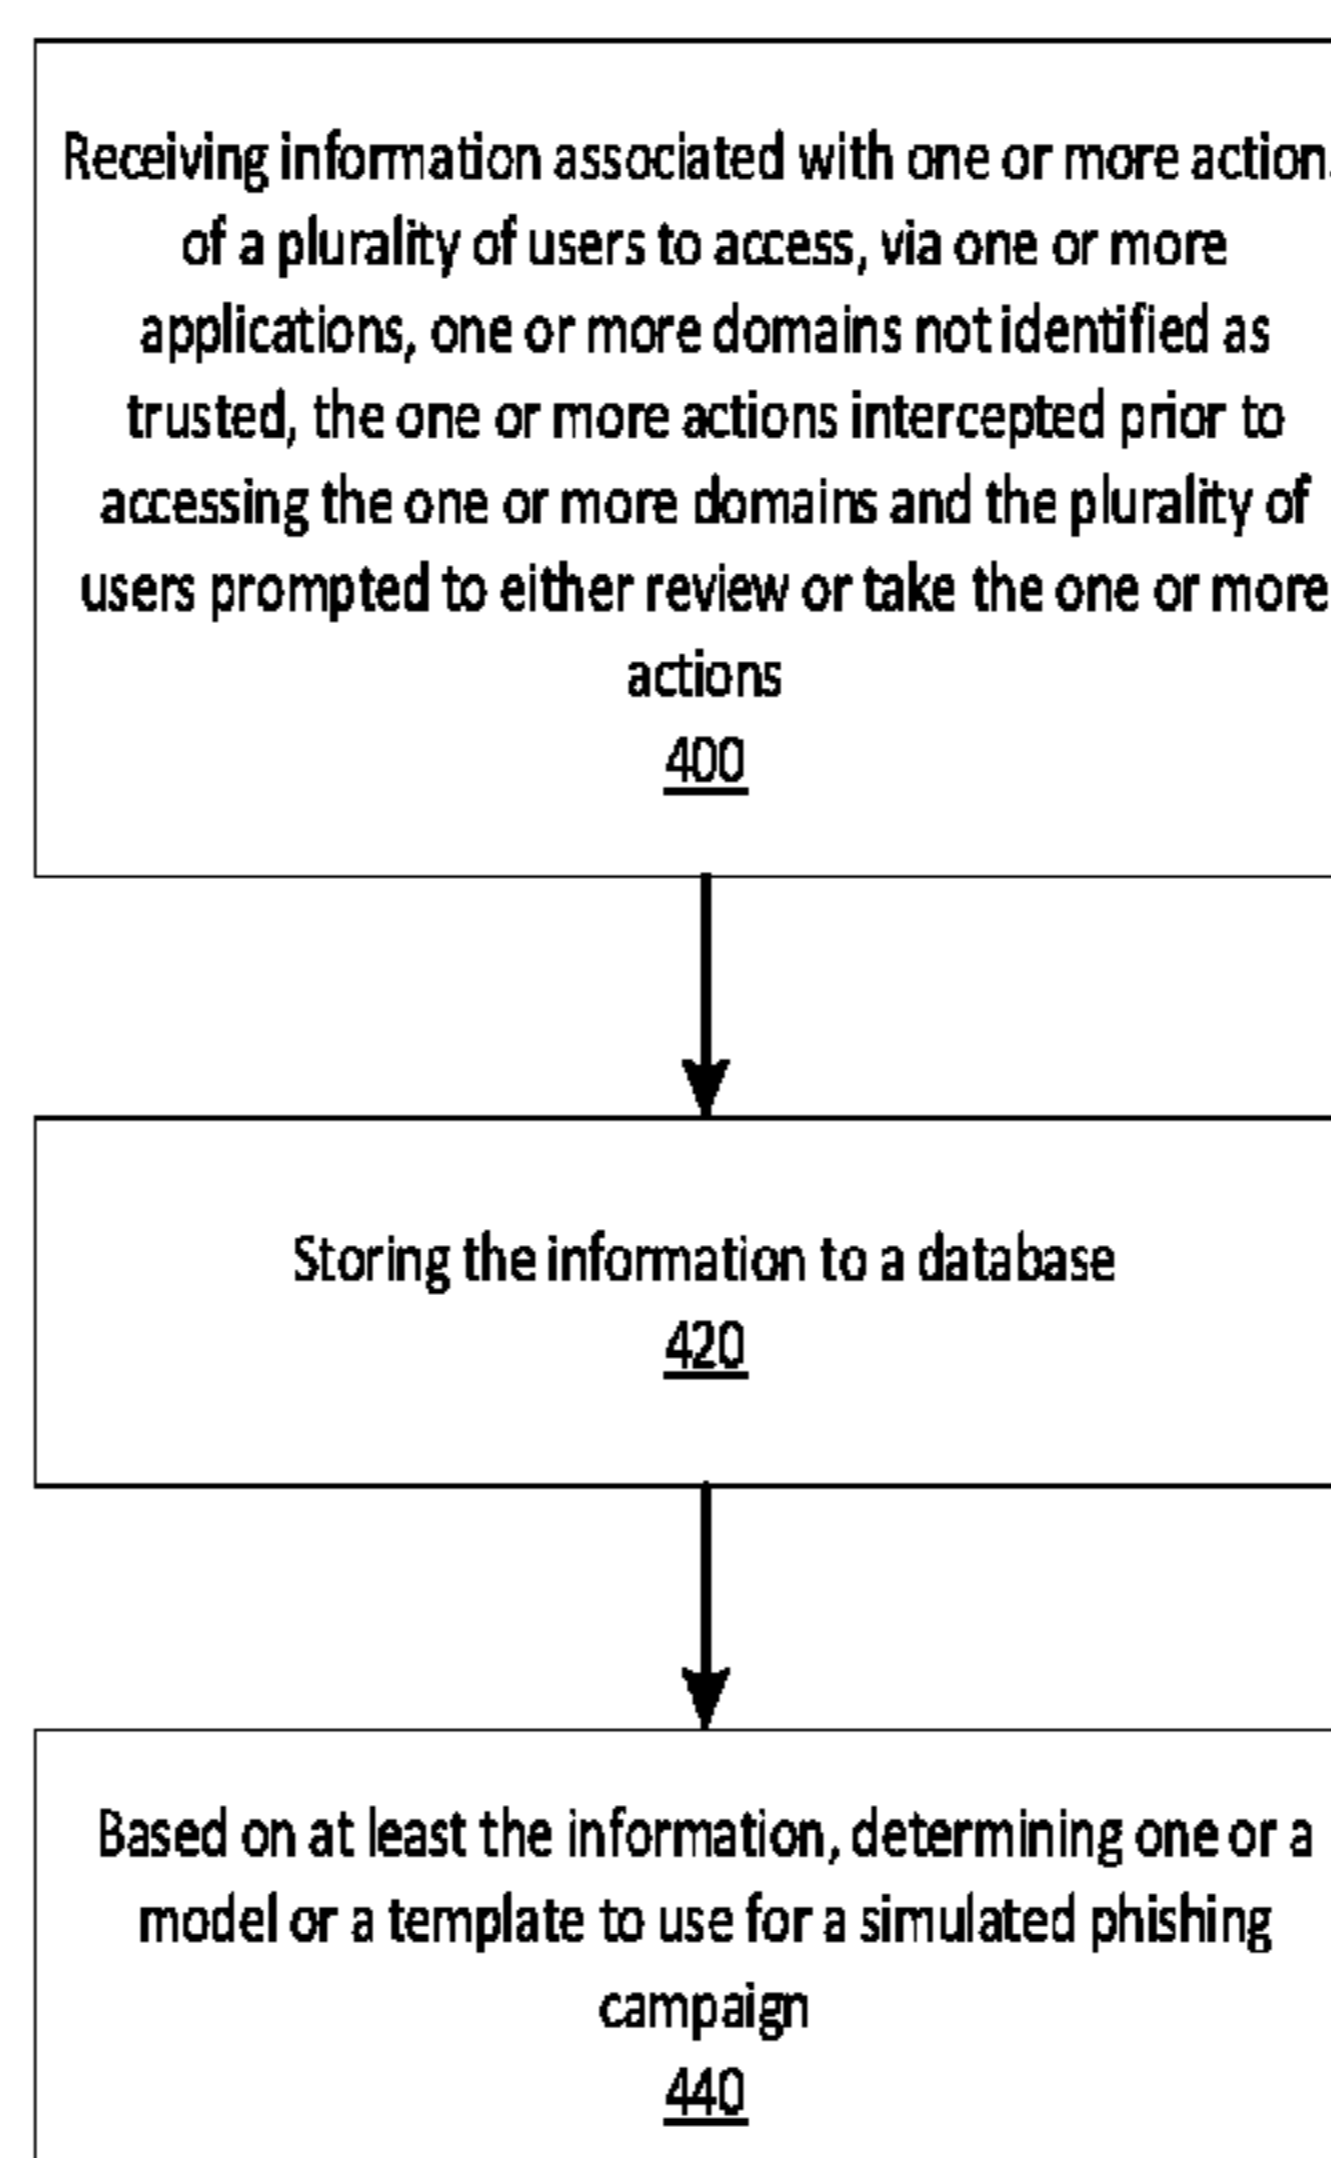 Receiving information associated with one or more action
of a plurality of users to access, via one or more
applications, one or more domains not identified as
trusted, the one or more actions intercepted prior to
accessing the one or more domains and the plurality of
users prompted to either review or take the one or more
actions
400
Storing the information to a database
420
Based on at least the information, determining one or a
model or a template to use for a simulated phishing
campaign
440